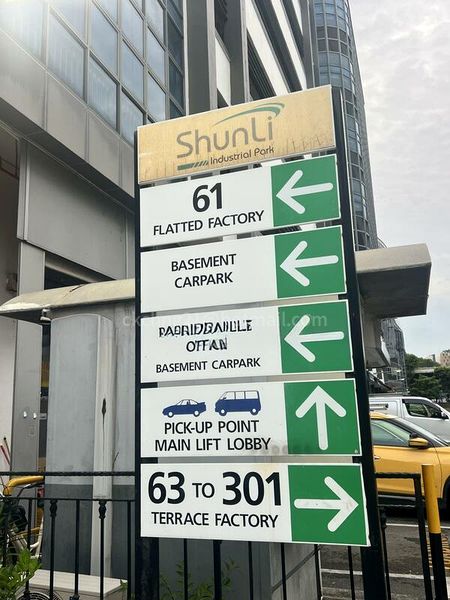 ShunLi
Industrial Park
61
FLATTED FACTORY
BASEMENT
CARPARK
BASEMENT CARPARK
PICK-UP POINT
MAIN LIFT LOBBY
63 TO 301
TERRACE FACTORY